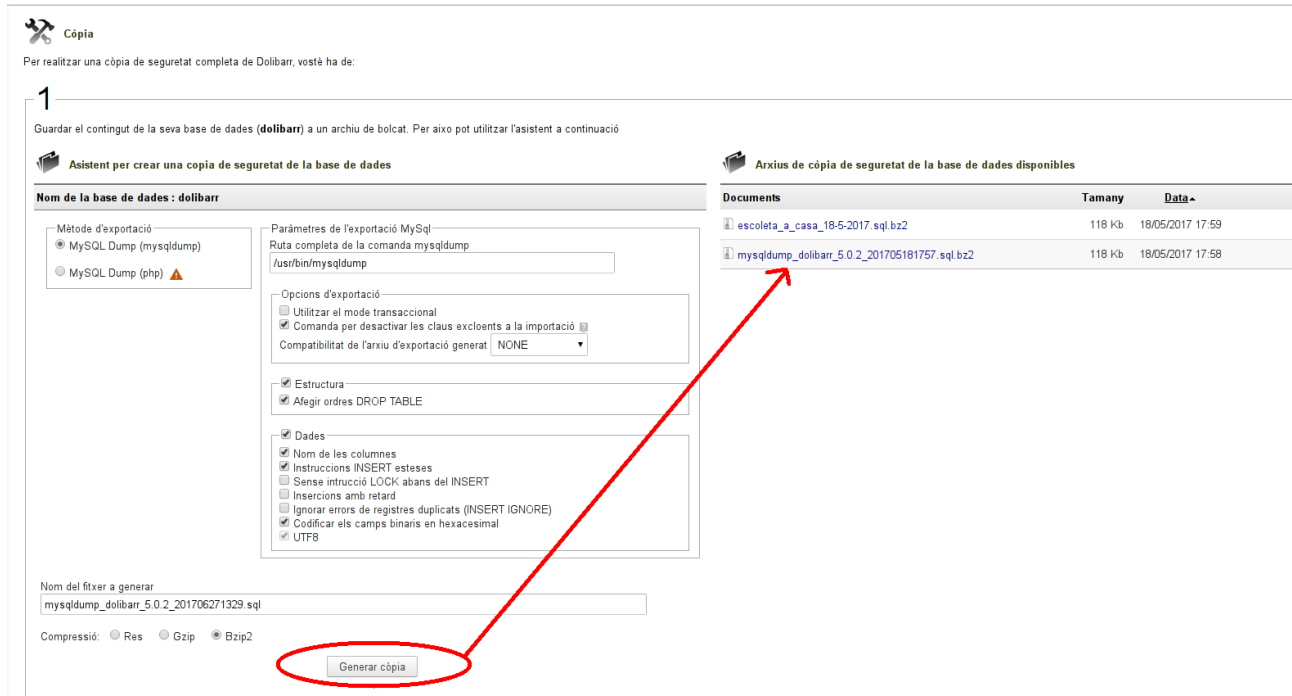 Còpia
Per realitzar una còpia de seguretat completa de Dolibarr, vostè ha de:
1
Guardar el contingut de la seva base de dades (dolibarr) a un archiu de bolcat. Per aixo pot utilitzar l'asistent a continuació
Asistent per crear una copia de seguretat de la base de dades
Nom de la base de dades : dolibarr
Mètode d'exportació
MySQL Dump (mysqldump)
MySQL Dump (php)
Paràmetres de l'exportació MySql
Ruta completa de la comanda mysqldump
/usr/bin/mysqldump
Opcions d'exportació
Utilitzar el mode transaccional
Comanda per desactivar les claus excloents a la importació
Compatibilitat de l'arxiu d'exportació generat NONE
Estructura
Afegir ordres DROP TABLE
Dades
Nom de les columnes
Instruccions INSERT esteses
Sense intrucció LOCK abans del INSERT
Insercions amb retard
Ignorar errors de registres duplicats (INSERT IGNORE)
Codificar els camps binaris en hexacesimal
UTF8
Nom del fitxer a generar
mysqldump_dolibarr_5.0.2_201706271329.sql
Compressió: Res Gzip Bzip2
Generar còpia
Arxius de còpia de seguretat de la base de dades disponibles
Documents Tamany Data
escoleta_a_casa_18-5-2017.sql.bz2 118 Kb 18/05/2017 17:59
mysqldump_dolibarr_5.0.2_201705181757.sql.bz2 118 Kb 18/05/2017 17:58